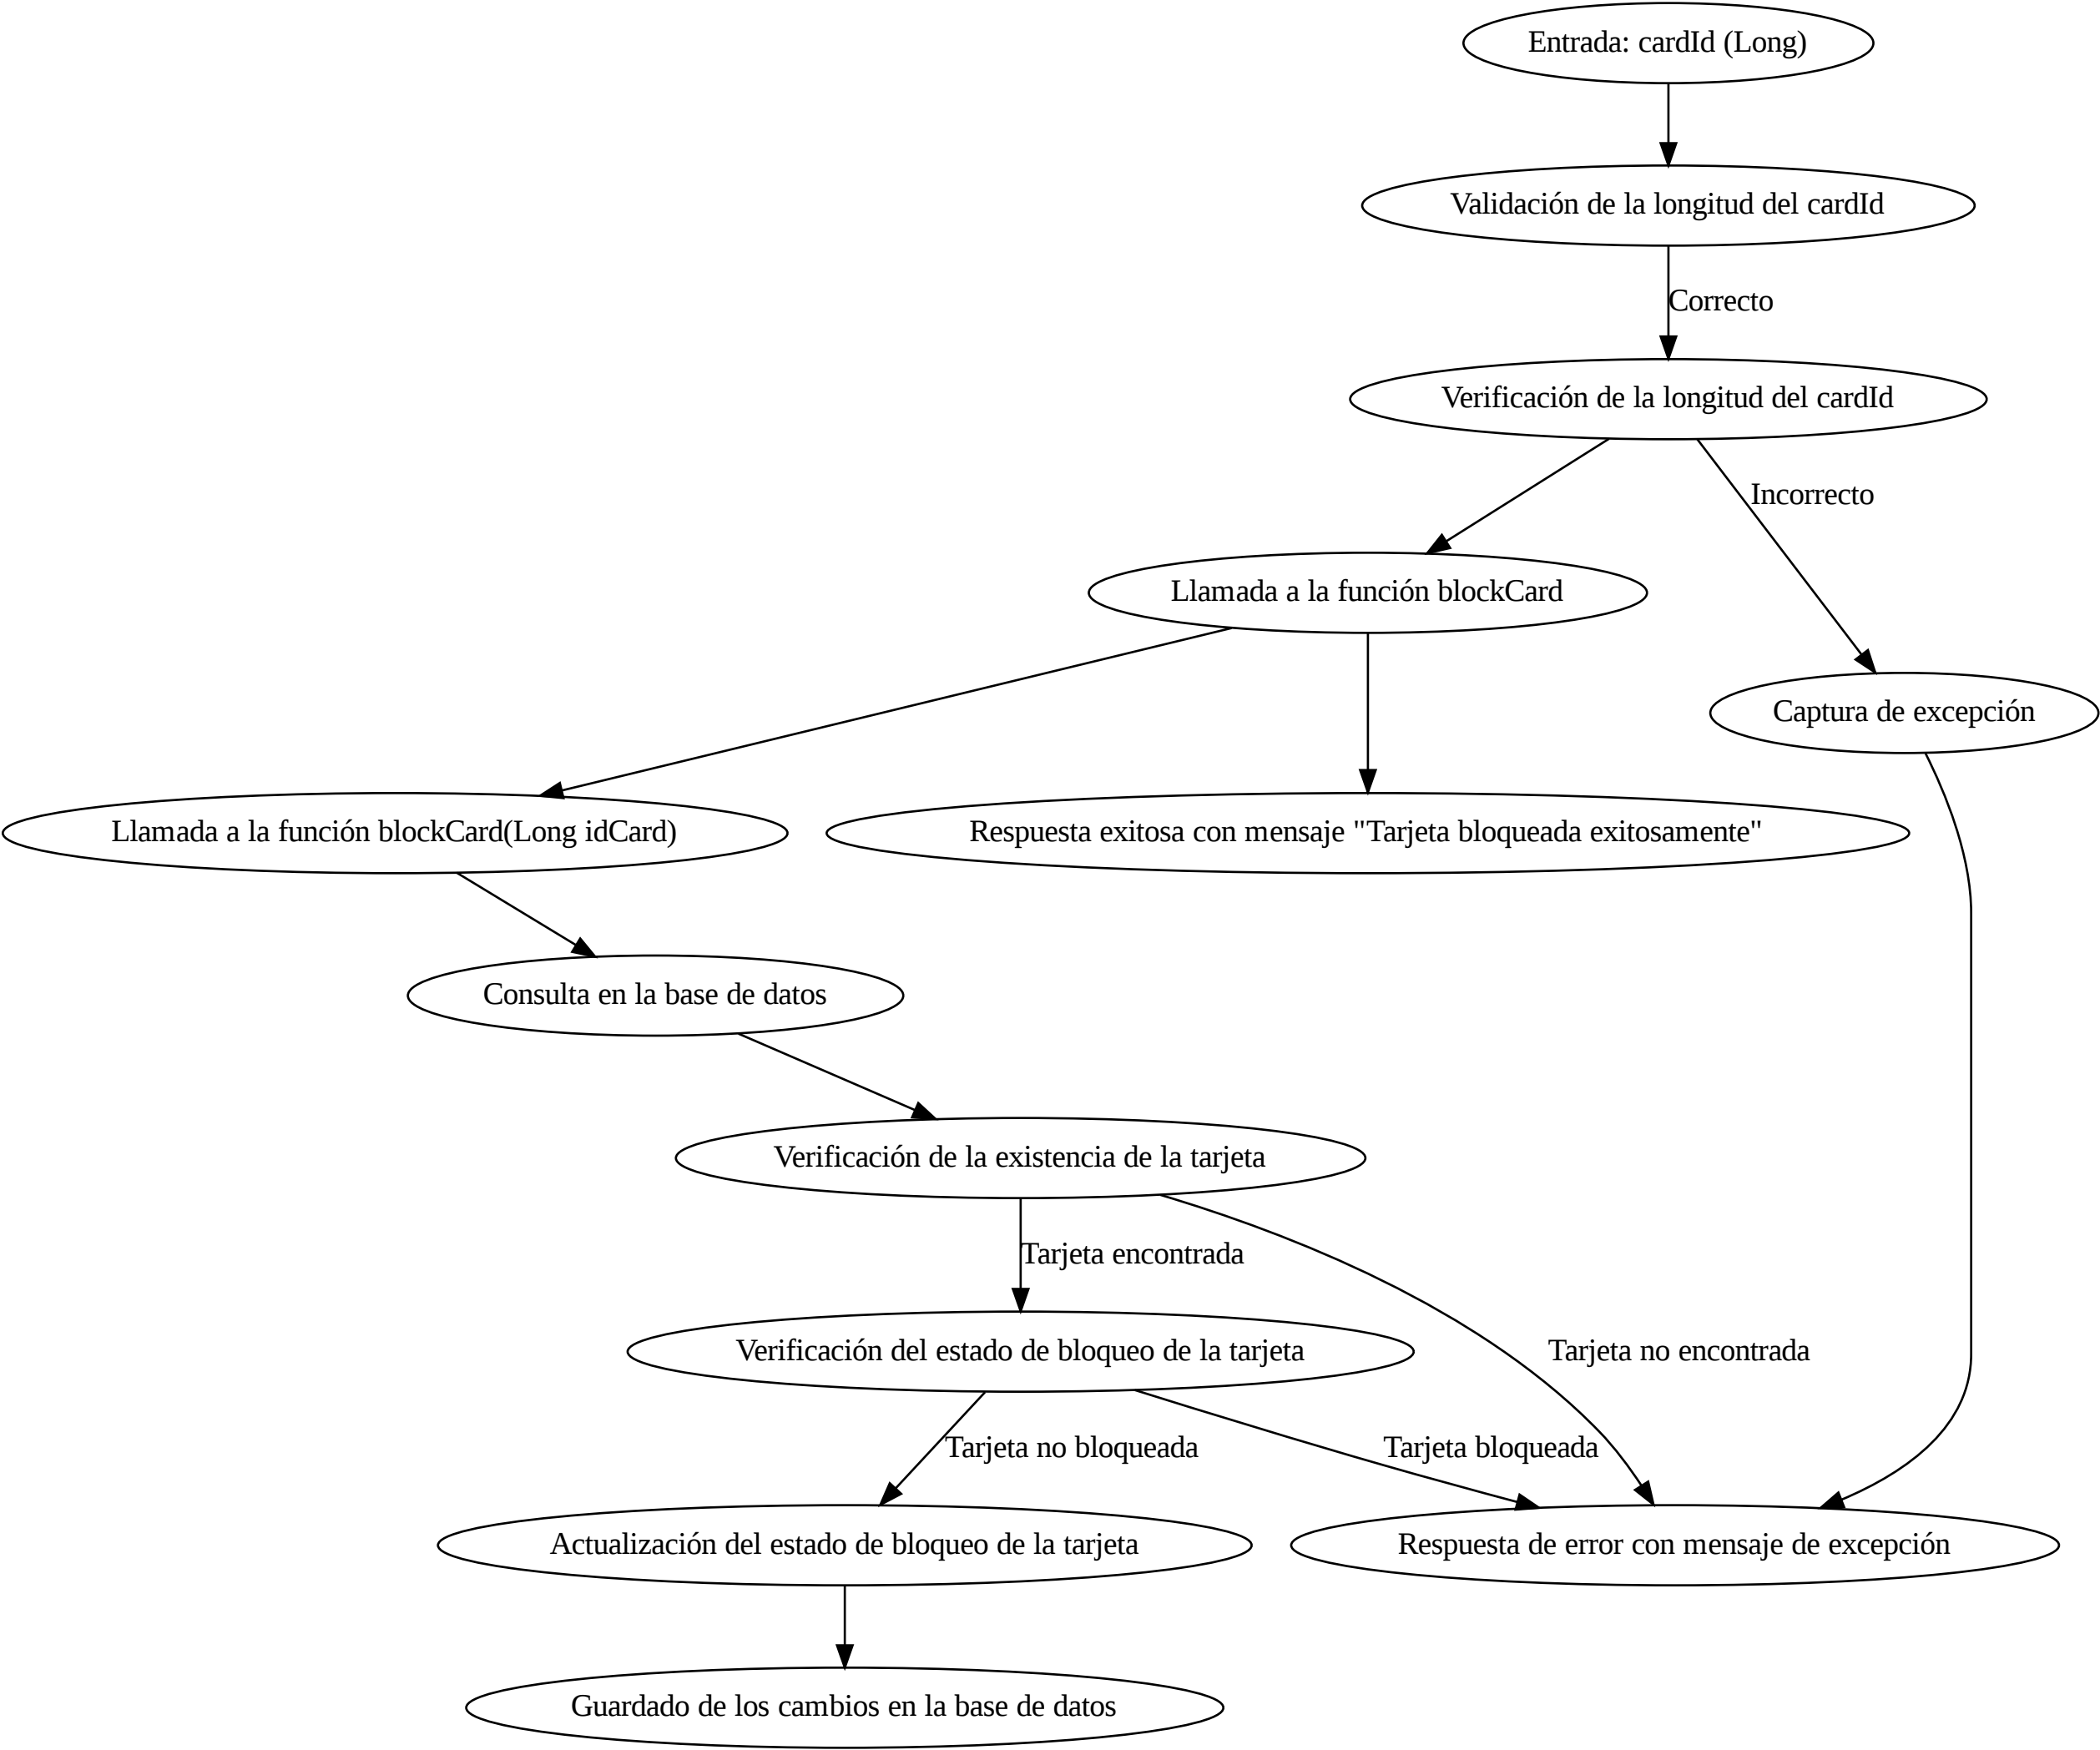 Entrada: cardId (Long)
Validación de la longitud del cardId
Correcto
Verificación de la longitud del cardId
Incorrecto
Llamada a la función blockCard
Captura de excepción
Llamada a la función blockCard(Long idCard)
Respuesta exitosa con mensaje "Tarjeta bloqueada exitosamente"
Consulta en la base de datos
Verificación de la existencia de la tarjeta
Tarjeta encontrada
Verificación del estado de bloqueo de la tarjeta
Tarjeta no encontrada
Tarjeta no bloqueada
Tarjeta bloqueada
Actualización del estado de bloqueo de la tarjeta
Respuesta de error con mensaje de excepción
Guardado de los cambios en la base de datos